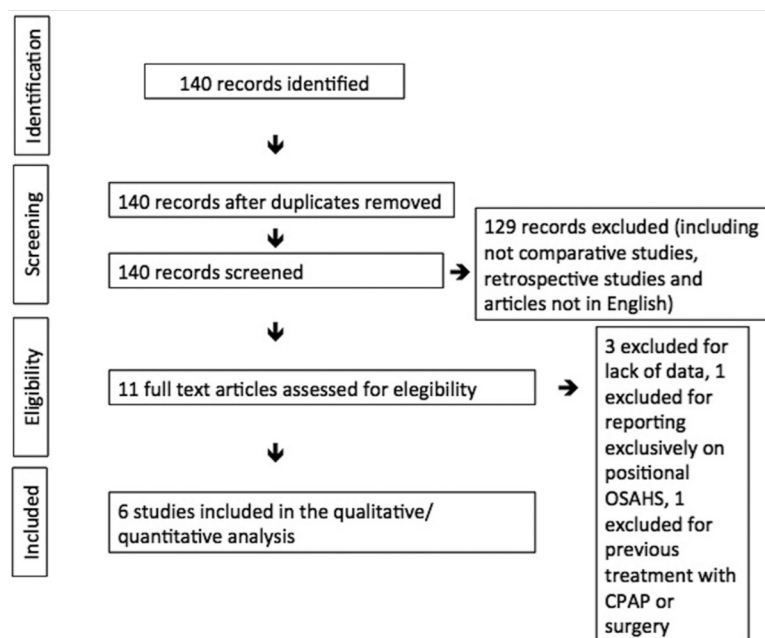 Identification
140 records identified
Screening
140 records after duplicates removed
140 records screened
129 records excluded (including
not comparative studies,
retrospective studies and
articles not in English)
Eligibility
11 full text articles assessed for elegibility
3 excluded for
lack of data, 1
excluded for
reporting
exclusively on
positional
OSAHS, 1
excluded for
previous
treatment with
CPAP or
surgery
Included
6 studies included in the qualitative/
quantitative analysis